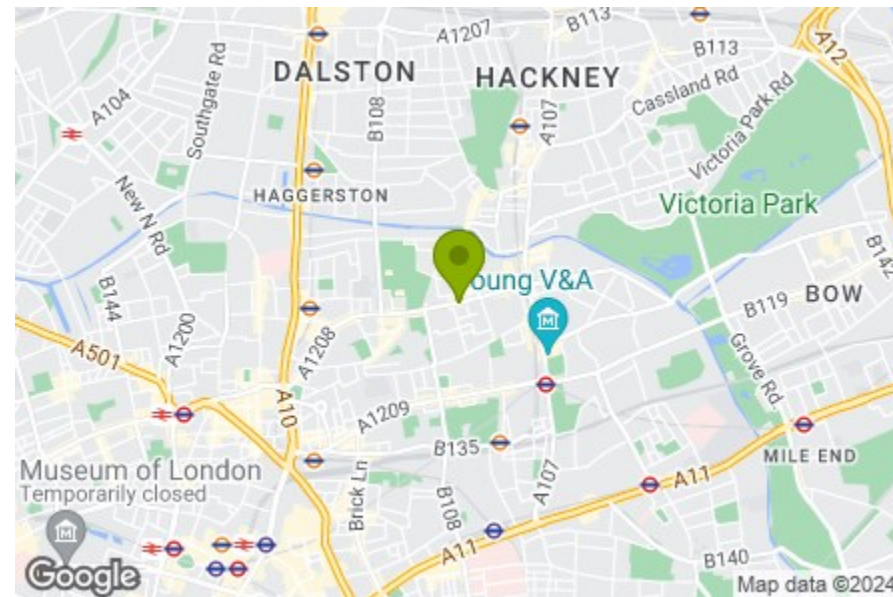 A1207
B113
B113
A12
DALSTON
HACKNEY
Cassland Rd
A104
Southgate Rd
B108
A107
Victoria Park Rd
HAGGERSTON
New N Rd
Victoria Park
B142
Young V&A
BOW
B144
A1200
B119
A501
A1208
Grove Rd
A10
A1209
B135
MILE END
Museum of London
Temporarily closed
Brick Ln
B108
A107
A11
A11
B140
Google
Map data ©2024